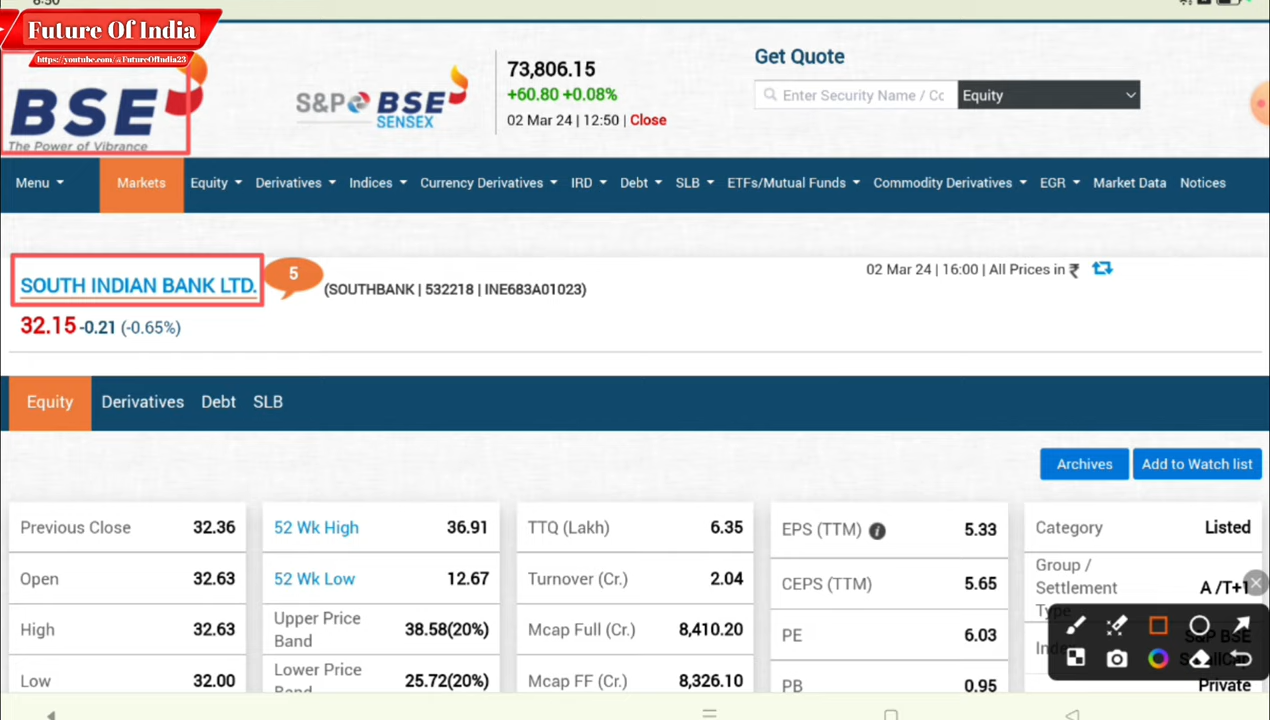 6:50
Future Of India
https://youtube.com/@FutureOfIndia23
BSE
The Power of Vibrance
S&P BSE
SENSEX
73,806.15
+60.80 +0.08%
02 Mar 24 | 12:50 | Close
Get Quote
Enter Security Name / Co
Equity
Menu Markets Equity Derivatives Indices Currency Derivatives IRD Debt SLB ETFs/Mutual Funds Commodity Derivatives EGR Market Data Notices
SOUTH INDIAN BANK LTD.
5
(SOUTHBANK | 532218 | INE683A01023)
02 Mar 24 | 16:00 | All Prices in ₹
32.15 -0.21 (-0.65%)
Equity Derivatives Debt SLB
Archives Add to Watch list
Previous Close 32.36
Open 32.63
High 32.63
Low 32.00
52 Wk High 36.91
52 Wk Low 12.67
Upper Price
Band 38.58(20%)
Lower Price
Band 25.72(20%)
TTQ (Lakh) 6.35
Turnover (Cr.) 2.04
Mcap Full (Cr.) 8,410.20
Mcap FF (Cr.) 8,326.10
EPS (TTM) 5.33
CEPS (TTM) 5.65
PE 6.03
PB 0.95
Category Listed
Group /
Settlement
Type A /T+1
S&P BSE
Private